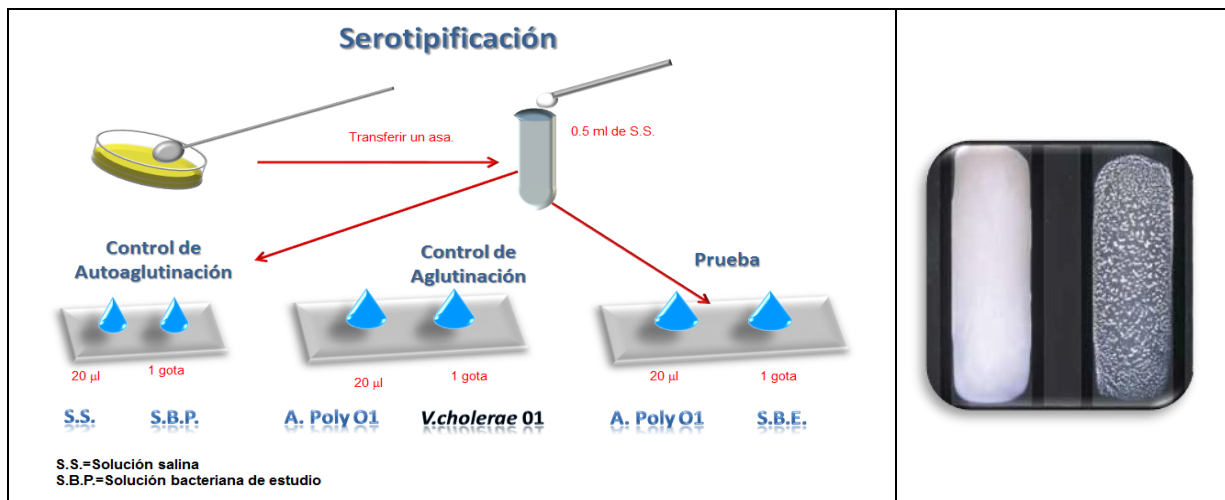 Serotipificación
Transferir un asa.
0.5 ml de S.S.
Control de
Autoaglutinación
Control de
Aglutinación
Prueba
20 µl
1 gota
20 µl
1 gota
20 µl
1 gota
S.S.
S.B.P.
A. Poly O1
V.cholerae 01
A. Poly O1
S.B.E.
S.S.=Solución salina
S.B.P.=Solución bacteriana de estudio